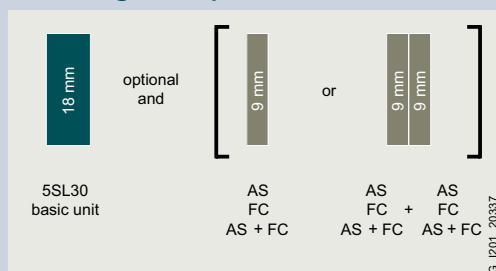 18 mm
optional
and
9 mm
or
9 mm
9 mm
5SL30
basic unit
AS
FC
AS + FC
AS AS
FC + FC
AS + FC AS + FC
I201_20337